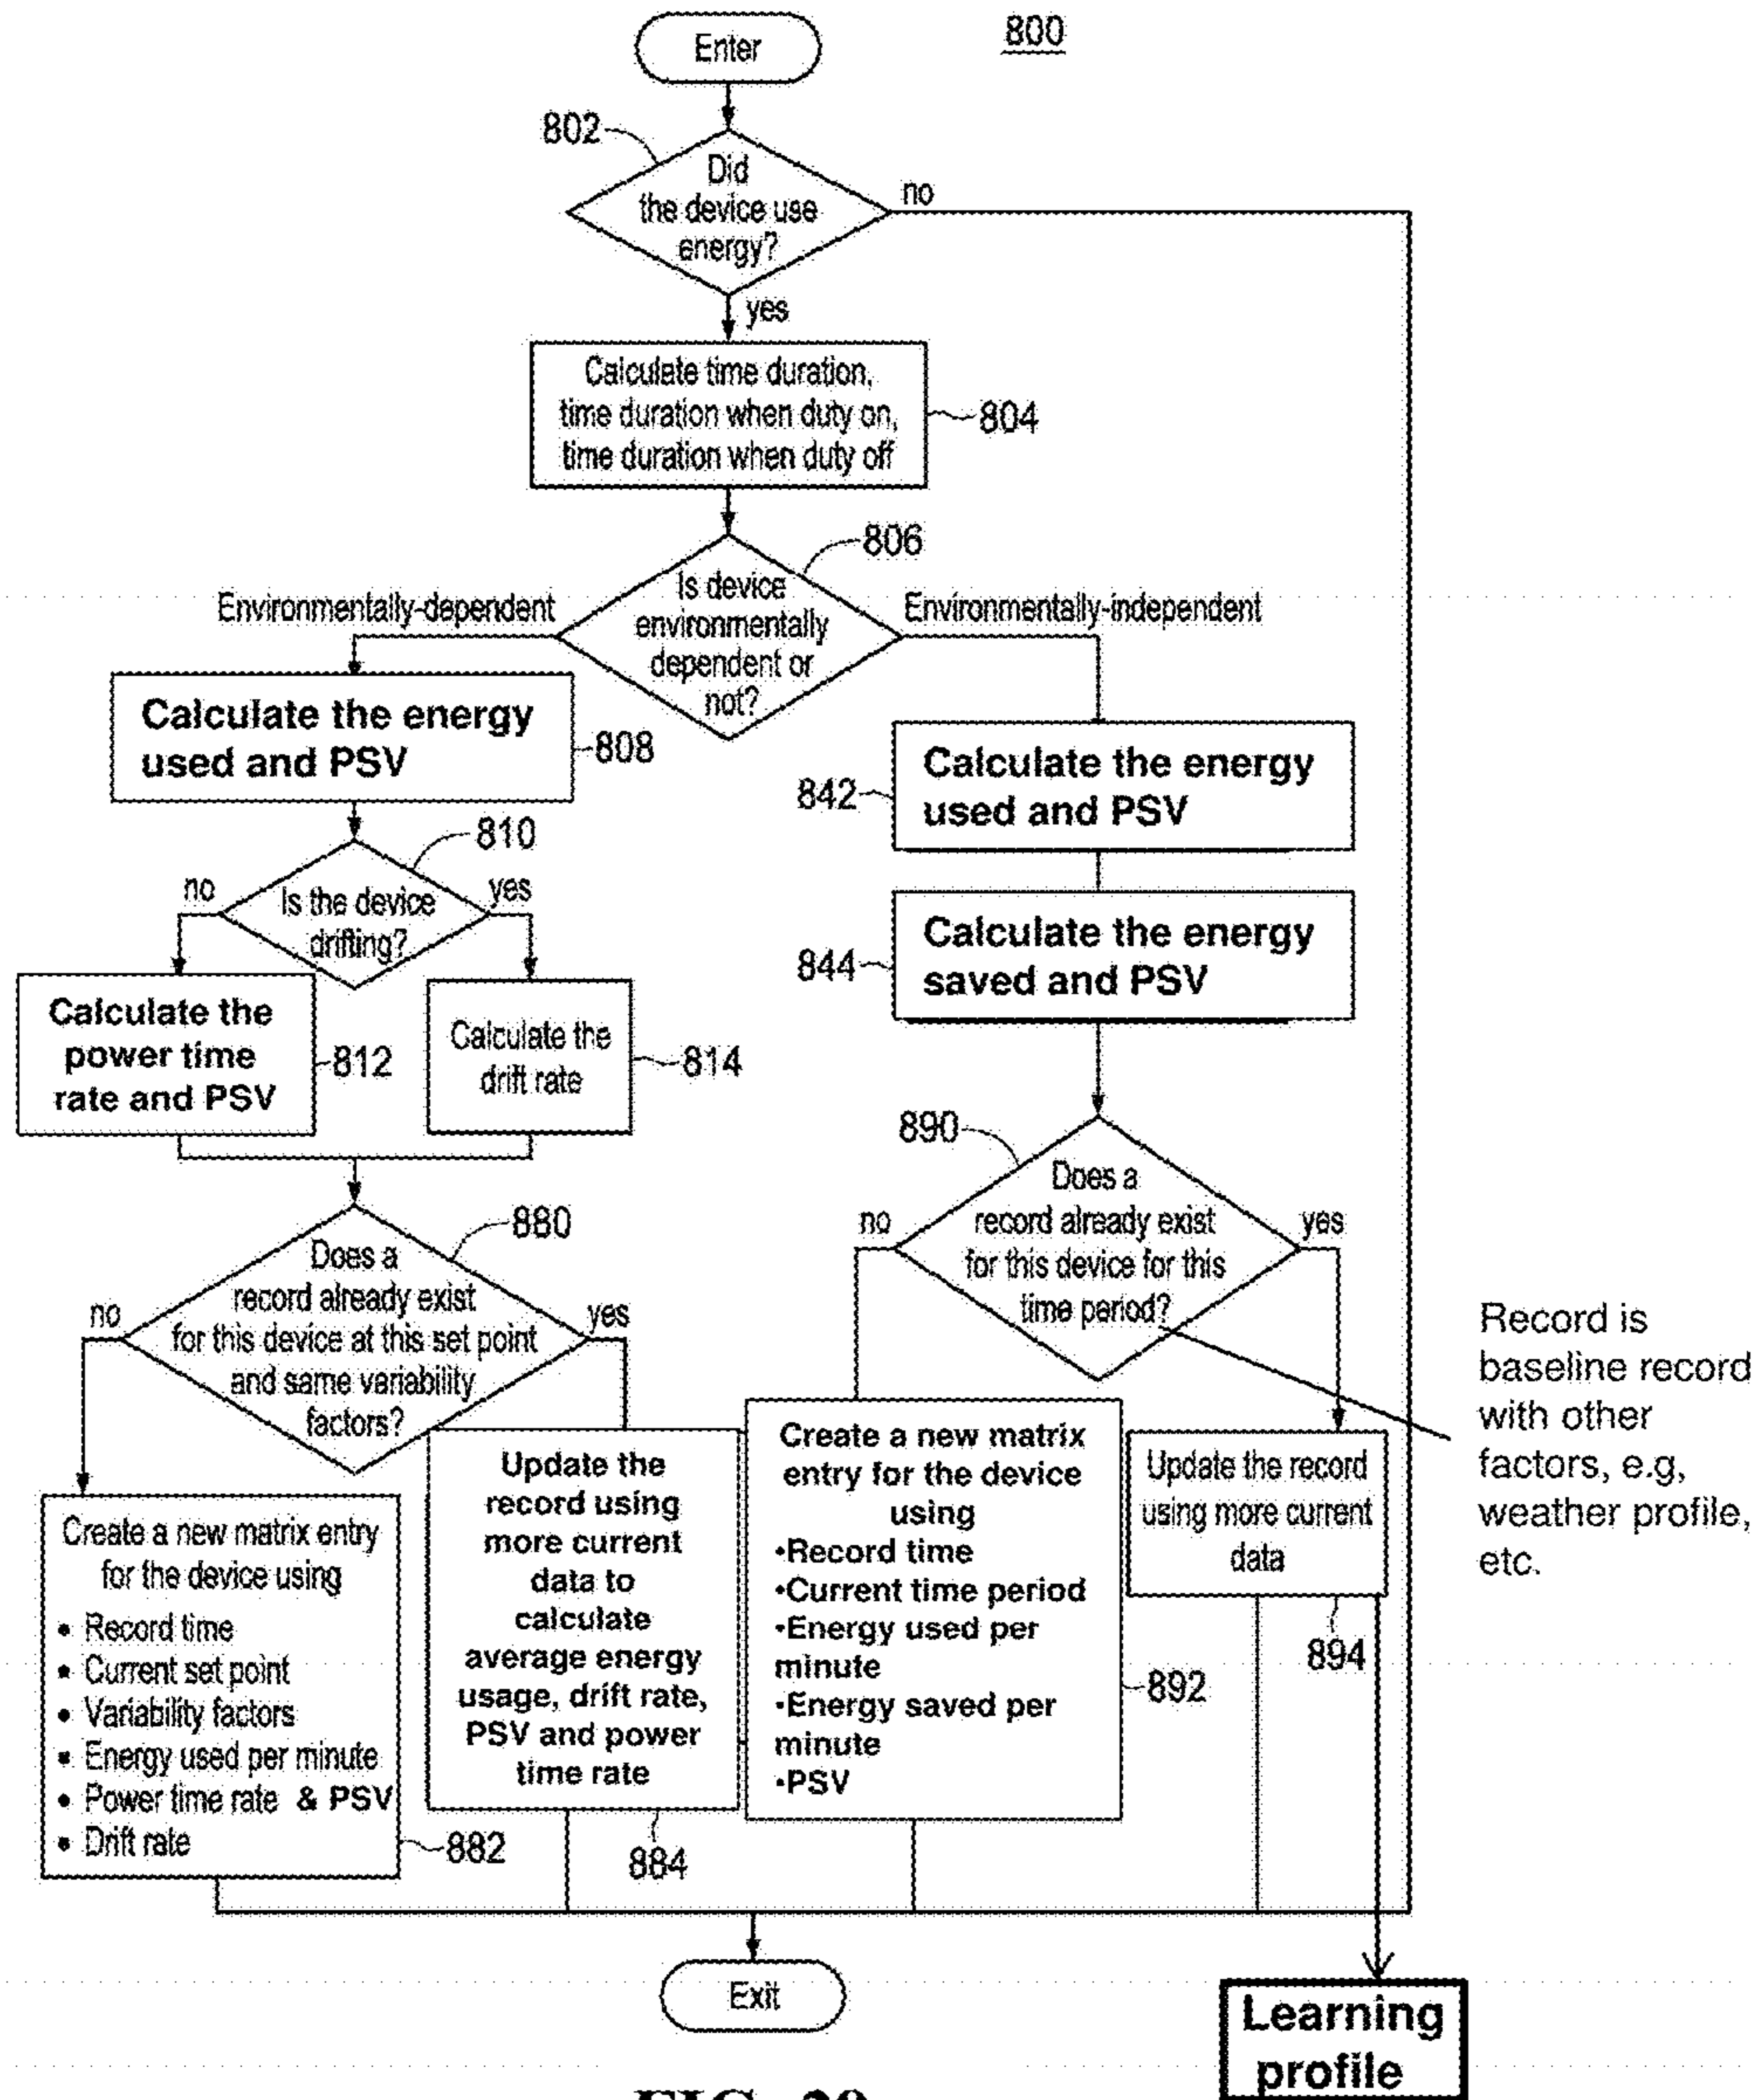 800
Enter
802
Did
the device use
energy?
no
yes
Calculate time duration,
time duration when duty on,
time duration when duty off
804
806
Is device
environmentally
dependent or
not?
Environmentally-dependent
Environmentally-independent
Calculate the energy
used and PSV
808
842
Calculate the energy
used and PSV
810
Is the device
drifting?
no
yes
844
Calculate the energy
saved and PSV
Calculate the
power time
rate and PSV
812
Calculate the
drift rate
814
880
Does a
record already exist
for this device at this set point
and same variability
factors?
no
yes
890
Does a
record already exist
for this device for this
time period?
no
yes
Record is
baseline record
with other
factors, e.g,
weather profile,
etc.
Create a new matrix entry
for the device using
• Record time
• Current set point
• Variability factors
• Energy used per minute
• Power time rate & PSV
• Drift rate
882
Update the
record using
more current
data to
calculate
average energy
usage, drift rate,
PSV and power
time rate
884
Create a new matrix
entry for the device
using
•Record time
•Current time period
•Energy used per
minute
•Energy saved per
minute
•PSV
892
Update the record
using more current
data
894
Exit
Learning
profile